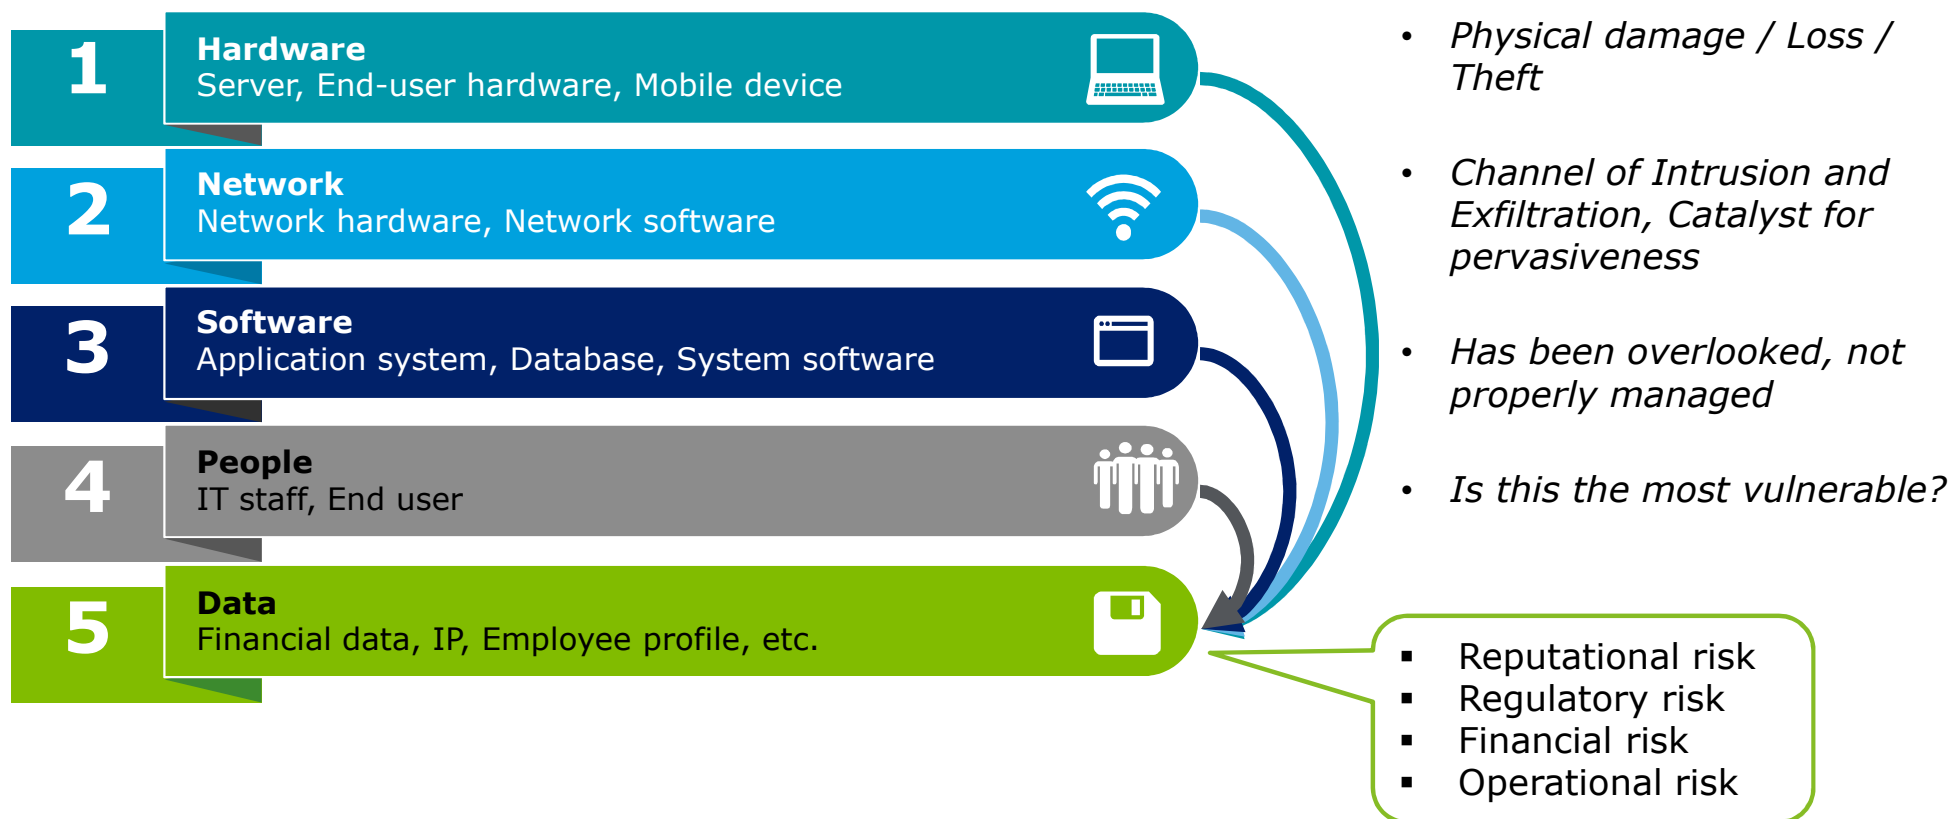 1
Hardware
Server, End-user hardware, Mobile device
• Physical damage / Loss /
Theft
2
Network
Network hardware, Network software
• Channel of Intrusion and
Exfiltration, Catalyst for
pervasiveness
3
Software
Application system, Database, System software
• Has been overlooked, not
properly managed
4
People
IT staff, End user
• Is this the most vulnerable?
5
Data
Financial data, IP, Employee profile, etc.
▪ Reputational risk
▪ Regulatory risk
▪ Financial risk
▪ Operational risk